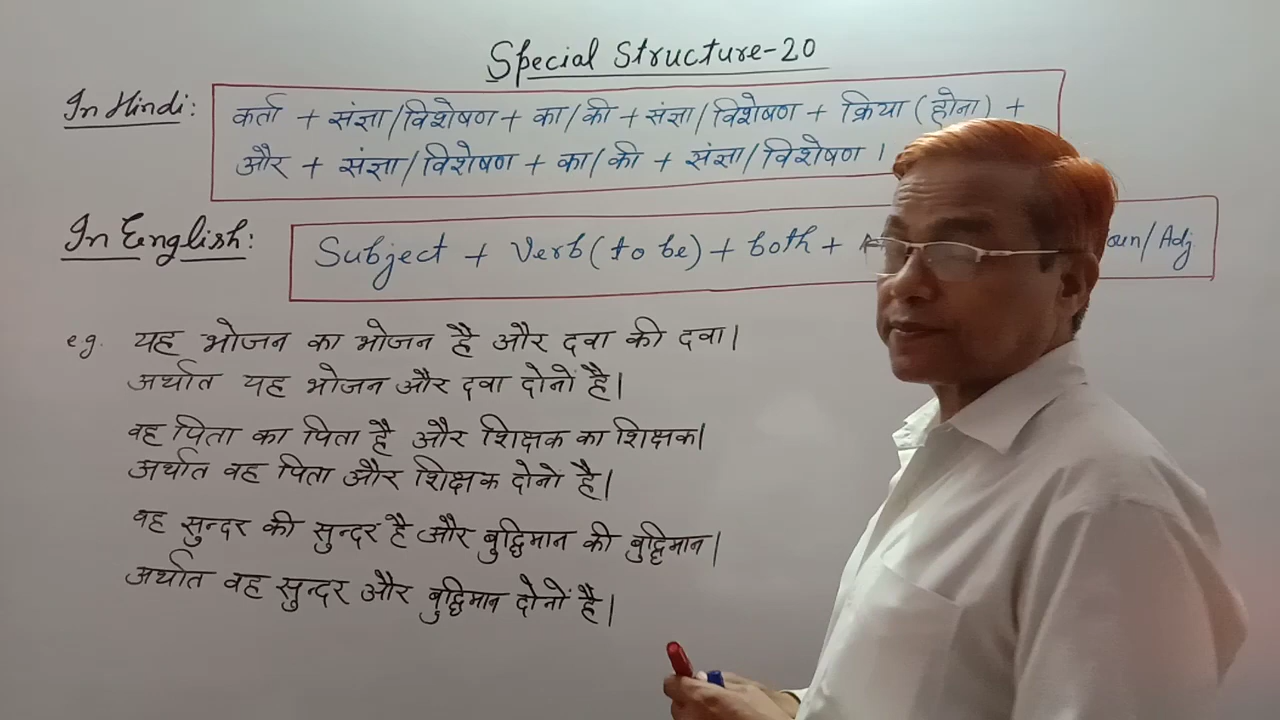 Special Structure-20
In Hindi: कर्ता + संज्ञा/विशेषण + का/की + संज्ञा/विशेषण + क्रिया (होना) +
और + संज्ञा/विशेषण + का/की + संज्ञा/विशेषण ।
In English: Subject + Verb (to be) + both + /Adj.
e.g. यह भोजन का भोजन है और दवा की दवा।
अर्थात यह भोजन और दवा दोनों है।
वह पिता का पिता है और शिक्षक का शिक्षक।
अर्थात वह पिता और शिक्षक दोनों है।
वह सुन्दर की सुन्दर है और बुद्धिमान की बुद्धिमान।
अर्थात वह सुन्दर और बुद्धिमान दोनों है।